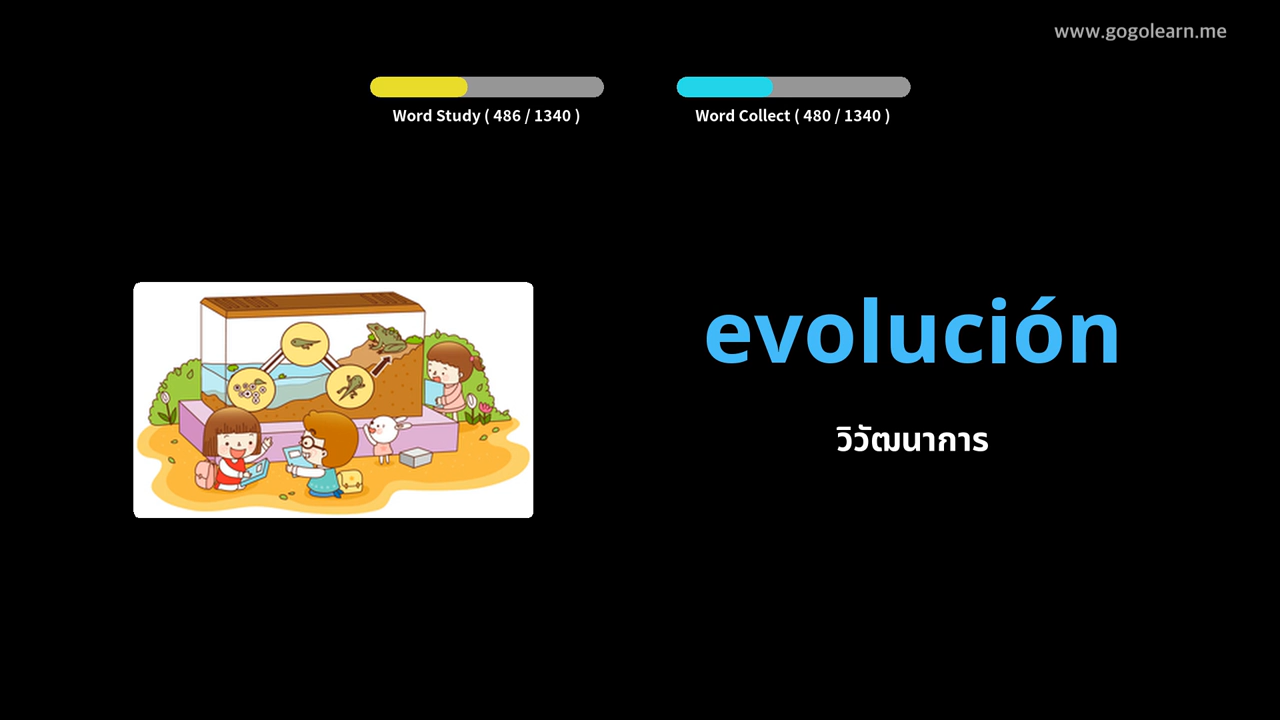 www.gogolearn.me
Word Study ( 486 / 1340 )
Word Collect ( 480 / 1340 )
evolución
วิวัฒนาการ